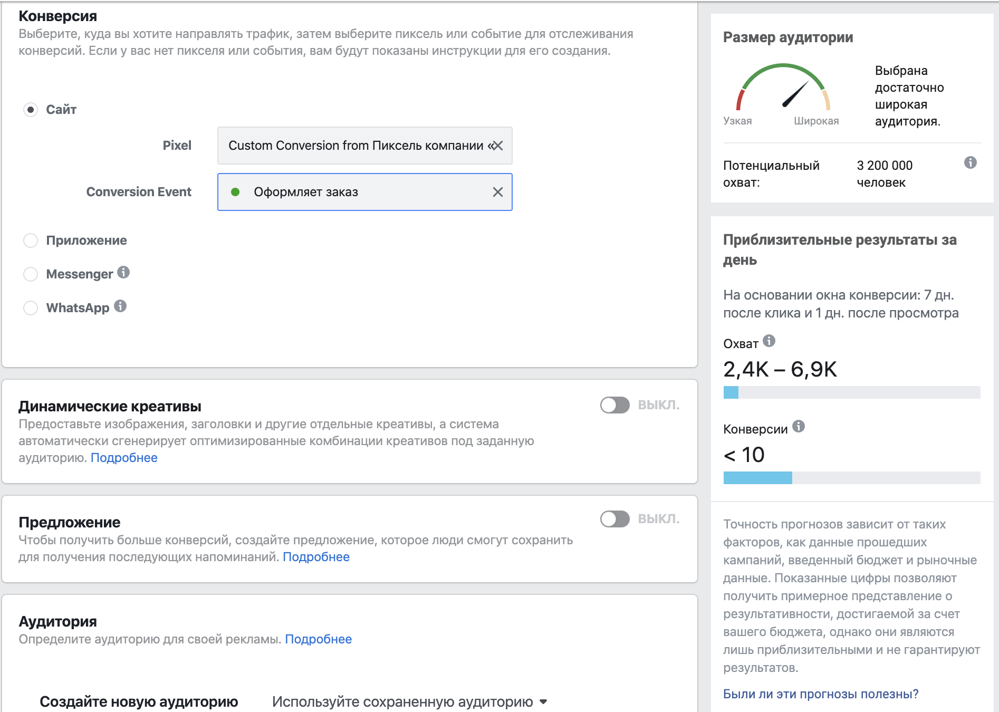 Конверсия
Выберите, куда вы хотите направлять трафик, затем выберите пиксель или событие для отслеживания
конверсий. Если у вас нет пикселя или события, вам будут показаны инструкции для его создания.
Сайт
Pixel
Custom Conversion from Пиксель компании «
Conversion Event
Оформляет заказ
Приложение
Messenger
WhatsApp
Динамические креативы
ВЫКЛ.
Предоставьте изображения, заголовки и другие отдельные креативы, а система
автоматически сгенерирует оптимизированные комбинации креативов под заданную
аудиторию. Подробнее
Предложение
ВЫКЛ.
Чтобы получить больше конверсий, создайте предложение, которое люди смогут сохранить
для получения последующих напоминаний. Подробнее
Аудитория
Определите аудиторию для своей рекламы. Подробнее
Создайте новую аудиторию
Используйте сохраненную аудиторию
Размер аудитории
Узкая
Широкая
Выбрана
достаточно
широкая
аудитория.
Потенциальный
охват:
3 200 000
человек
Приблизительные результаты за
день
На основании окна конверсии: 7 дн.
после клика и 1 дн. после просмотра
Охват
2,4K – 6,9K
Конверсии
< 10
Точность прогнозов зависит от таких
факторов, как данные прошедших
кампаний, введенный бюджет и рыночные
данные. Показанные цифры позволяют
получить примерное представление о
результативности, достигаемой за счет
вашего бюджета, однако они являются
лишь приблизительными и не гарантируют
результатов.
Были ли эти прогнозы полезны?